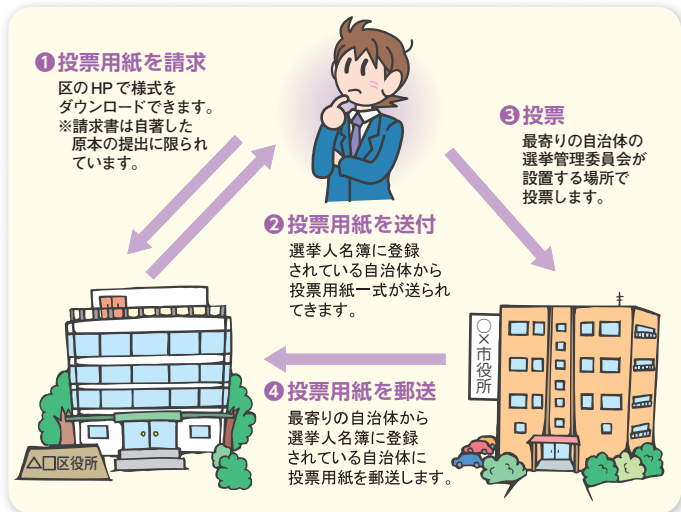 ❶投票用紙を請求
区のHPで様式を
ダウンロードできます。
※請求書は自著した
原本の提出に限られ
ています。
❷投票用紙を送付
選挙人名簿に登録
されている自治体から
投票用紙一式が送られ
てきます。
❸投票
最寄りの自治体の
選挙管理委員会が
設置する場所で
投票します。
❹投票用紙を郵送
最寄りの自治体から
選挙人名簿に登録
されている自治体に
投票用紙を郵送します。
△□区役所
○×市役所